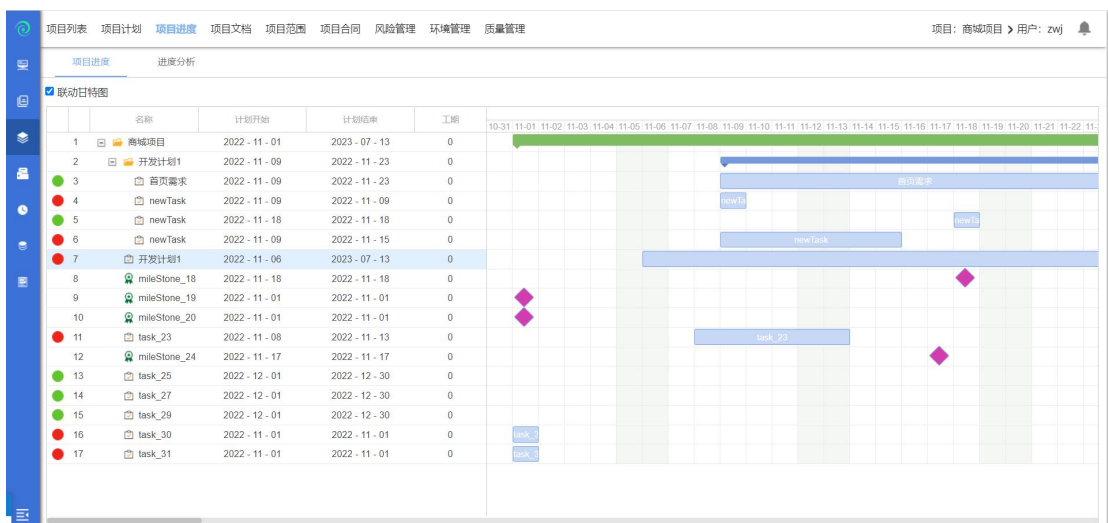 项目列表 项目计划 项目进度 项目文档 项目范围 项目合同 风险管理 环境管理 质量管理 项目：商城项目 > 用户：zwj
项目进度 进度分析
联动甘特图
名称 计划开始 计划结束 工期
10-31 11-01 11-02 11-03 11-04 11-05 11-06 11-07 11-08 11-09 11-10 11-11 11-12 11-13 11-14 11-15 11-16 11-17 11-18 11-19 11-20 11-21 11-22
1 商城项目 2022 - 11 - 01 2023 - 07 - 13 0
2 开发计划1 2022 - 11 - 09 2022 - 11 - 23 0
3 首页需求 2022 - 11 - 09 2022 - 11 - 23 0 首页需求
4 newTask 2022 - 11 - 09 2022 - 11 - 09 0 newTa
5 newTask 2022 - 11 - 18 2022 - 11 - 18 0 newTa
6 newTask 2022 - 11 - 09 2022 - 11 - 15 0 newTask
7 开发计划1 2022 - 11 - 06 2023 - 07 - 13 0
8 mileStone_18 2022 - 11 - 18 2022 - 11 - 18 0
9 mileStone_19 2022 - 11 - 01 2022 - 11 - 01 0
10 mileStone_20 2022 - 11 - 01 2022 - 11 - 01 0
11 task_23 2022 - 11 - 08 2022 - 11 - 13 0 task_23
12 mileStone_24 2022 - 11 - 17 2022 - 11 - 17 0
13 task_25 2022 - 12 - 01 2022 - 12 - 30 0
14 task_27 2022 - 12 - 01 2022 - 12 - 30 0
15 task_29 2022 - 12 - 01 2022 - 12 - 30 0
16 task_30 2022 - 11 - 01 2022 - 11 - 01 0 task_3
17 task_31 2022 - 11 - 01 2022 - 11 - 01 0 task_3